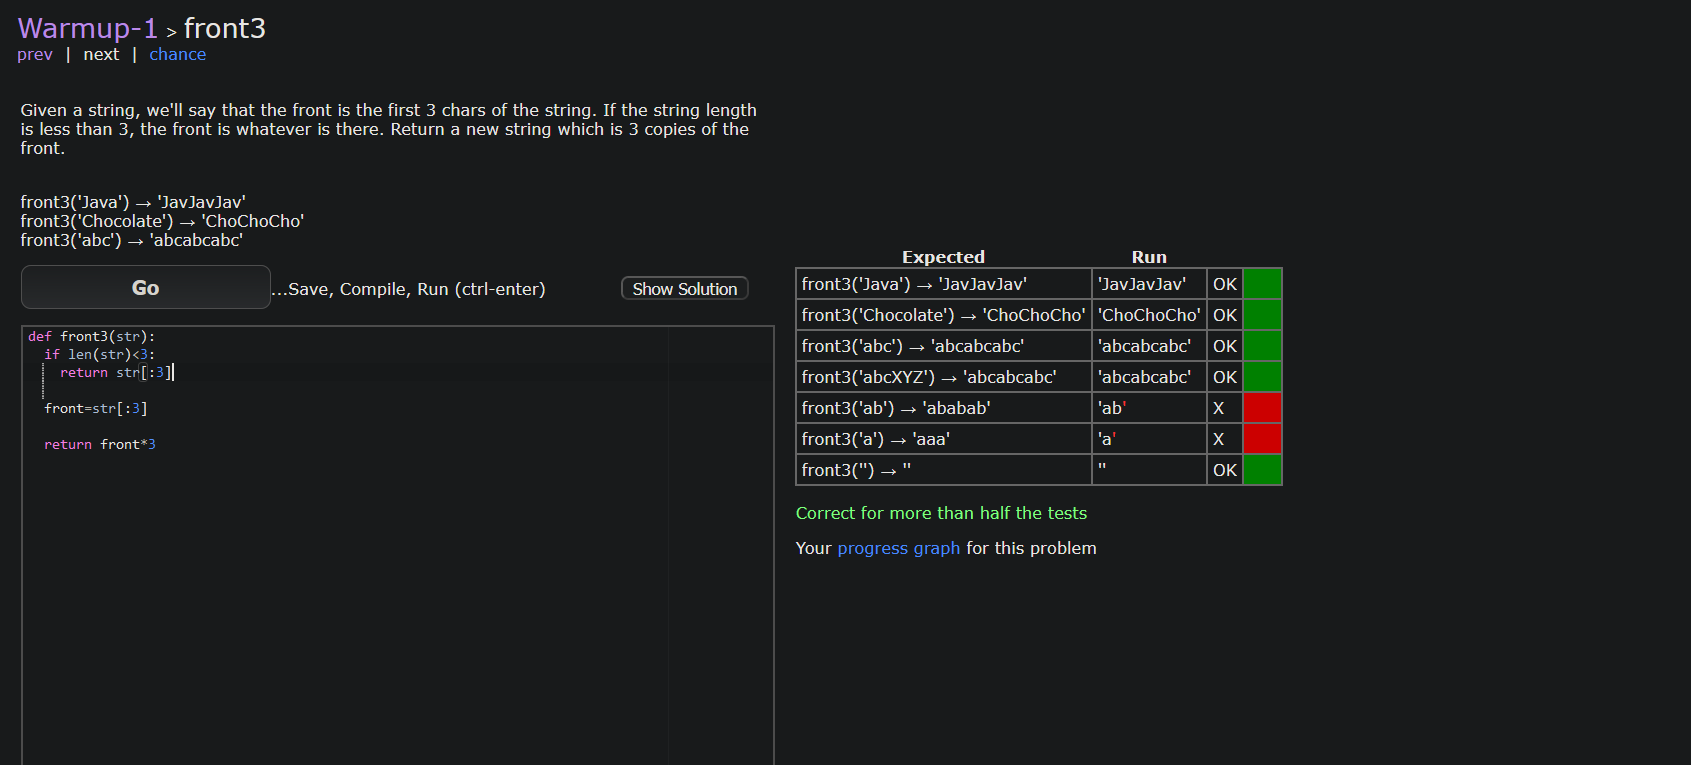 Warmup-1 > front3
prev | next | chance
Given a string, we'll say that the front is the first 3 chars of the string. If the string length
is less than 3, the front is whatever is there. Return a new string which is 3 copies of the
front.
front3('Java') → 'JavJavJav'
front3('Chocolate') → 'ChoChoCho'
front3('abc') → 'abcabcabc'
Go ...Save, Compile, Run (ctrl-enter) Show Solution
def front3(str):
  if len(str)<3:
    return str[:3]
  front=str[:3]
  return front*3
Expected Run
front3('Java') → 'JavJavJav' 'JavJavJav' OK
front3('Chocolate') → 'ChoChoCho' 'ChoChoCho' OK
front3('abc') → 'abcabcabc' 'abcabcabc' OK
front3('abcXYZ') → 'abcabcabc' 'abcabcabc' OK
front3('ab') → 'ababab' 'ab' X
front3('a') → 'aaa' 'a' X
front3('') → '' '' OK
Correct for more than half the tests
Your progress graph for this problem